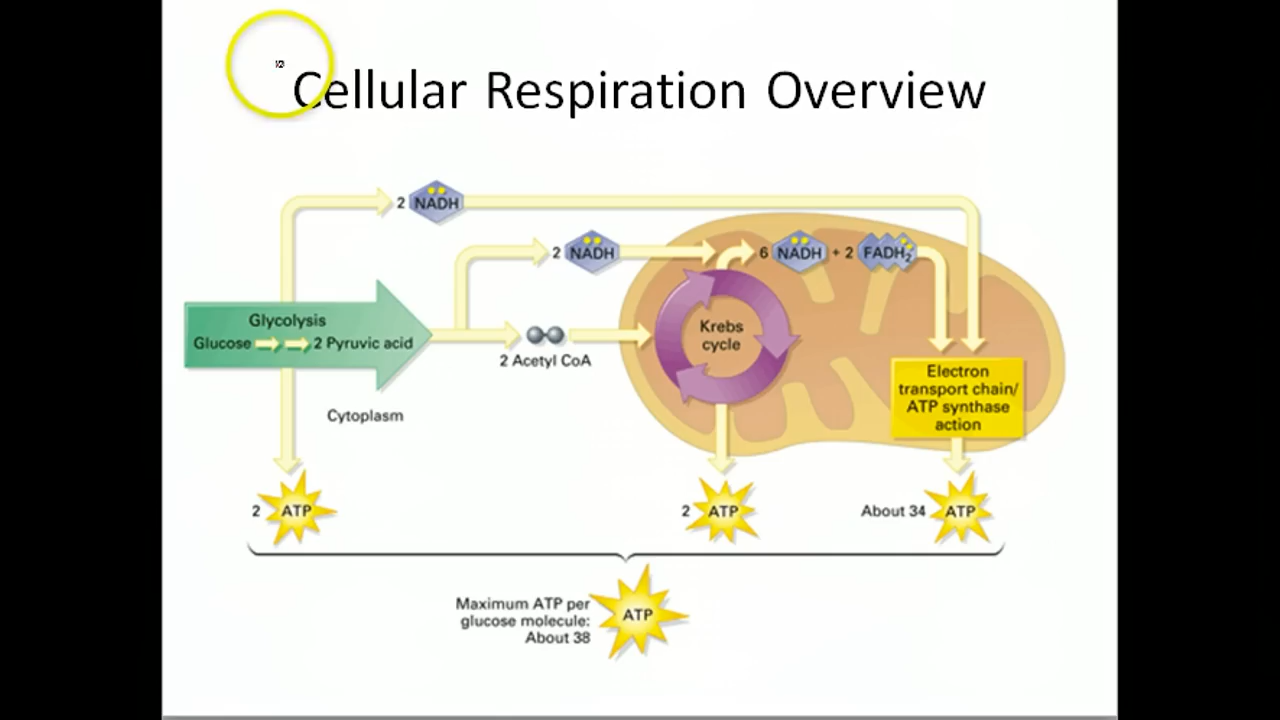 Cellular Respiration Overview
2 NADH
2 NADH
6 NADH + 2 FADH₂
Glycolysis
Glucose 2 Pyruvic acid
2 Acetyl CoA
Krebs
cycle
Electron
transport chain/
ATP synthase
action
Cytoplasm
2 ATP
2 ATP
About 34 ATP
Maximum ATP per
glucose molecule:
About 38
ATP